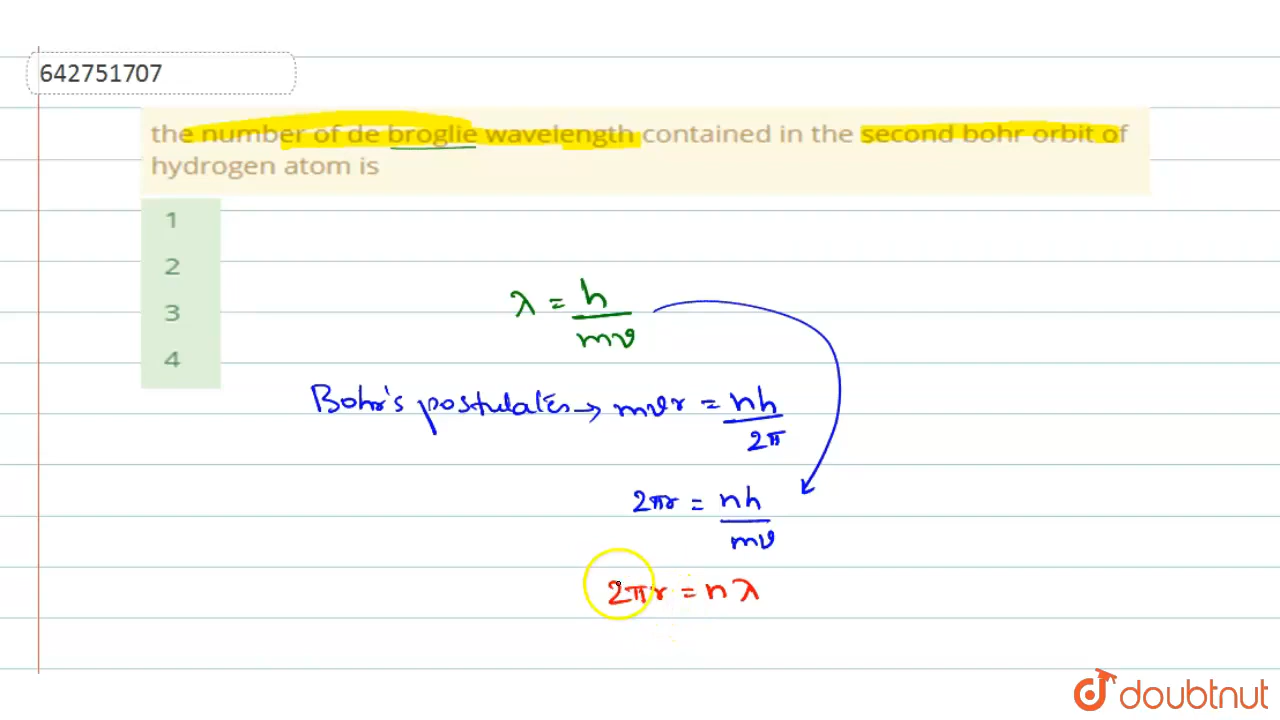 642751707
the number of de broglie wavelength contained in the second bohr orbit of
hydrogen atom is
1
2
3
4
λ = h/mv
Bohr's postulates → mvr = nh/2π
2πr = nh/mv
2πr = nλ
doubtnut